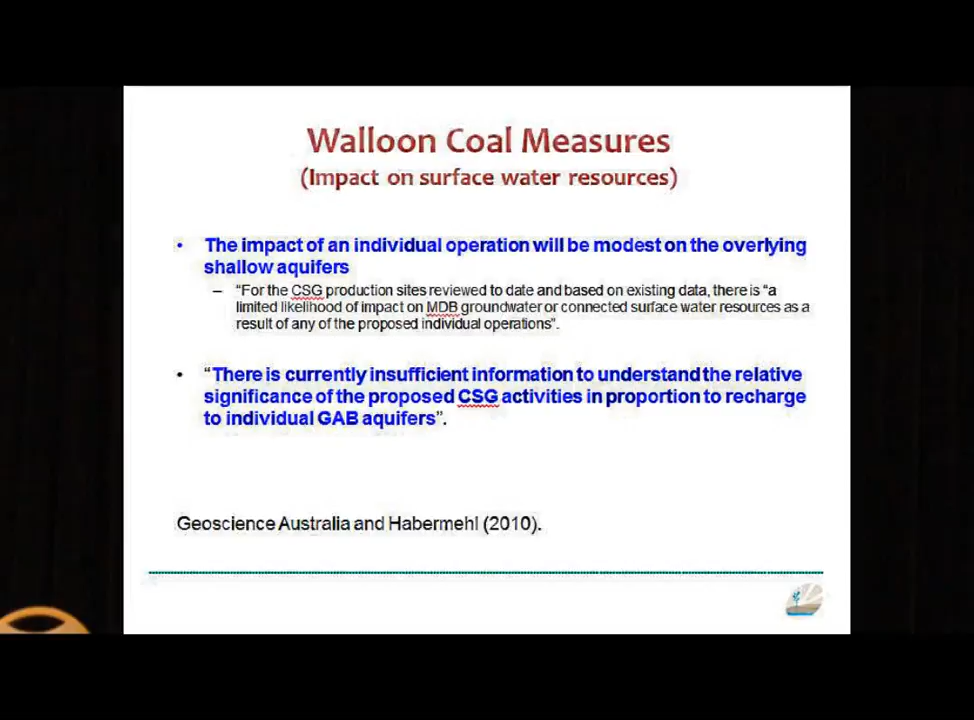 Walloon Coal Measures
(Impact on surface water resources)
• The impact of an individual operation will be modest on the overlying
shallow aquifers
– “For the CSG production sites reviewed to date and based on existing data, there is “a
limited likelihood of impact on MDB groundwater or connected surface water resources as a
result of any of the proposed individual operations”.
• “There is currently insufficient information to understand the relative
significance of the proposed CSG activities in proportion to recharge
to individual GAB aquifers”.
Geoscience Australia and Habermehl (2010).